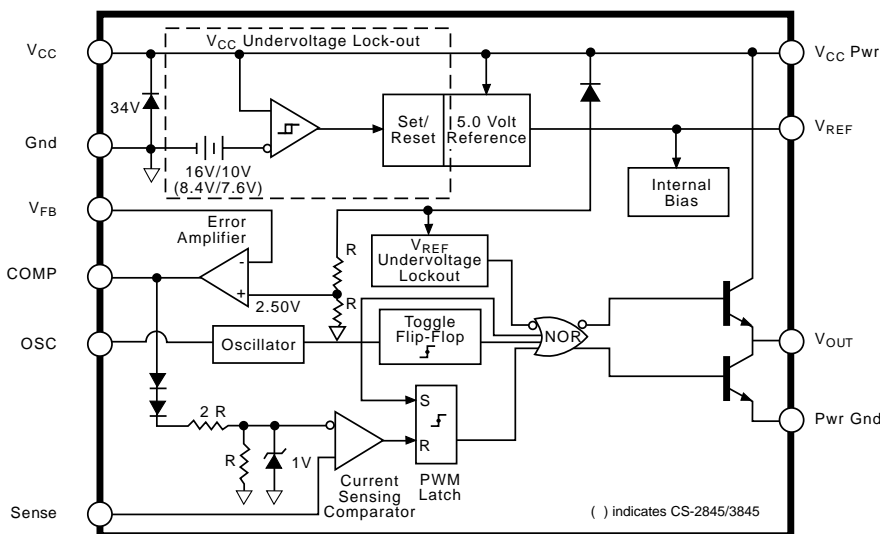 VCC
VCC Undervoltage Lock-out
VCC Pwr
34V
Set/
Reset
5.0 Volt
Reference
Gnd
16V/10V
(8.4V/7.6V)
VREF
Internal
Bias
VFB
Error
Amplifier
R
VREF
Undervoltage
Lockout
COMP
-
+
2.50V
R
OSC
Oscillator
Toggle
Flip-Flop
NOR
VOUT
2 R
S
R
R
1V
Current
Sensing
Comparator
PWM
Latch
Pwr Gnd
Sense
( ) indicates CS-2845/3845